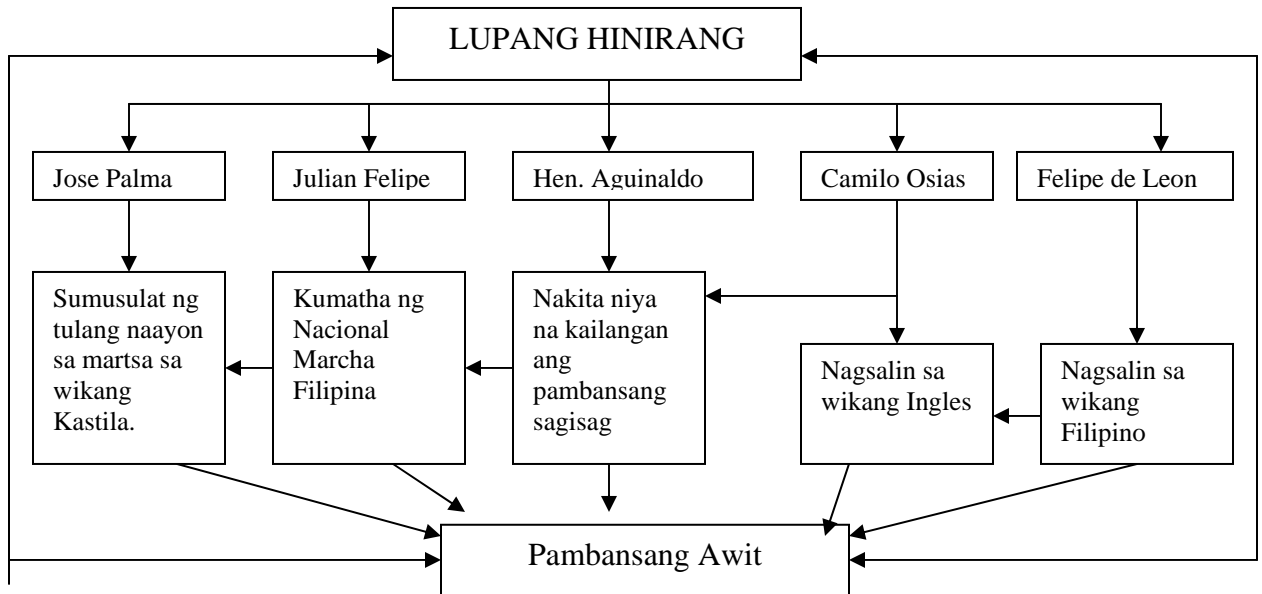 LUPANG HINIRANG
Jose Palma
Julian Felipe
Hen. Aguinaldo
Camilo Osias
Felipe de Leon
Sumusulat ng
tulang naayon
sa martsa sa
wikang
Kastila.
Kumatha ng
Nacional
Marcha
Filipina
Nakita niya
na kailangan
ang
pambansang
sagisag
Nagsalin sa
wikang Ingles
Nagsalin sa
wikang
Filipino
Pambansang Awit